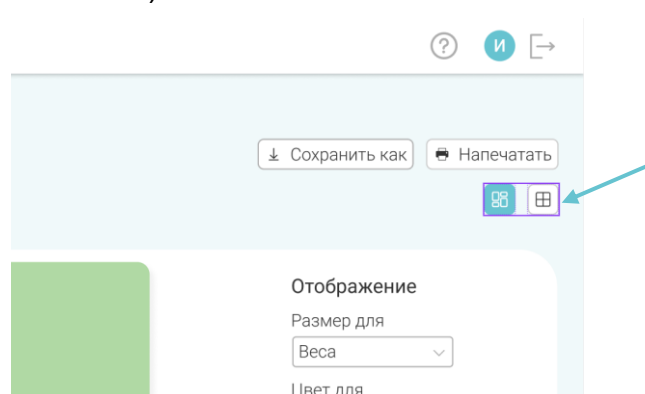 ?
И
Сохранить как
Напечатать
Отображение
Размер для
Веса
Цвет для